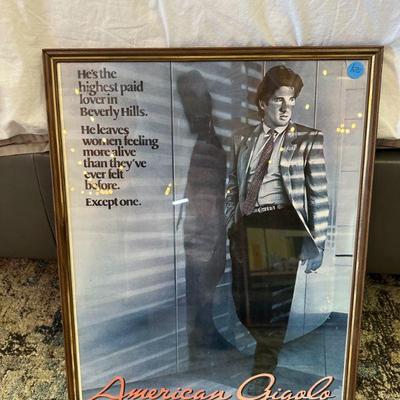 He's the
highest paid
lover in
Beverly Hills.
He leaves
women feeling
more alive
than they've
ever felt
before.
Except one.
American Gigolo